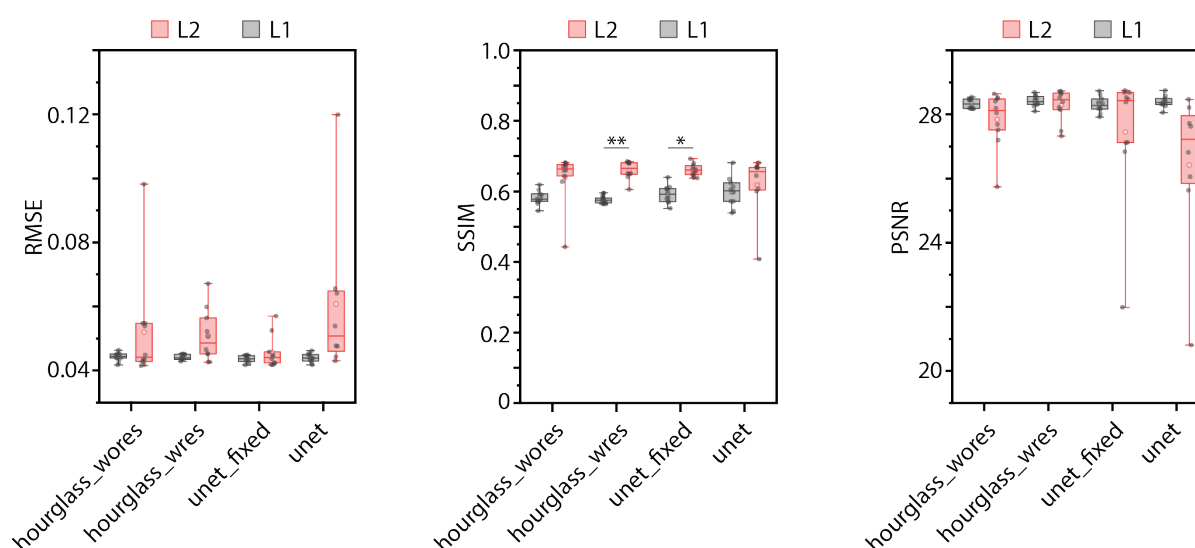 L2 L1
RMSE
0.12
0.08
0.04
hourglass_wores
hourglass_wres
unet_fixed
unet
L2 L1
SSIM
1.0
0.8
0.6
0.4
0.2
0
**
*
hourglass_wores
hourglass_wres
unet_fixed
unet
L2 L1
PSNR
28
24
20
hourglass_wores
hourglass_wres
unet_fixed
unet